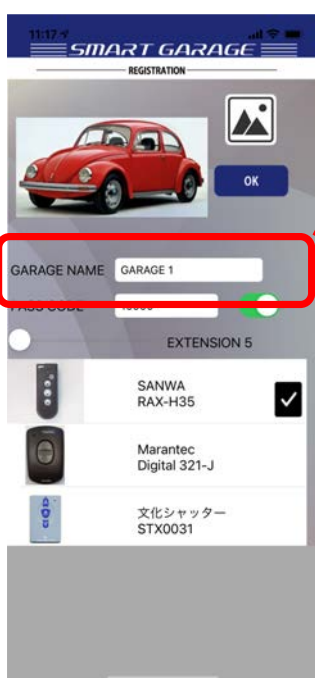 11:17
SMART GARAGE
REGISTRATION
OK
GARAGE NAME GARAGE 1
PASS CODE
EXTENSION 5
SANWA
RAX-H35
Marantec
Digital 321-J
文化シャッター
STX0031